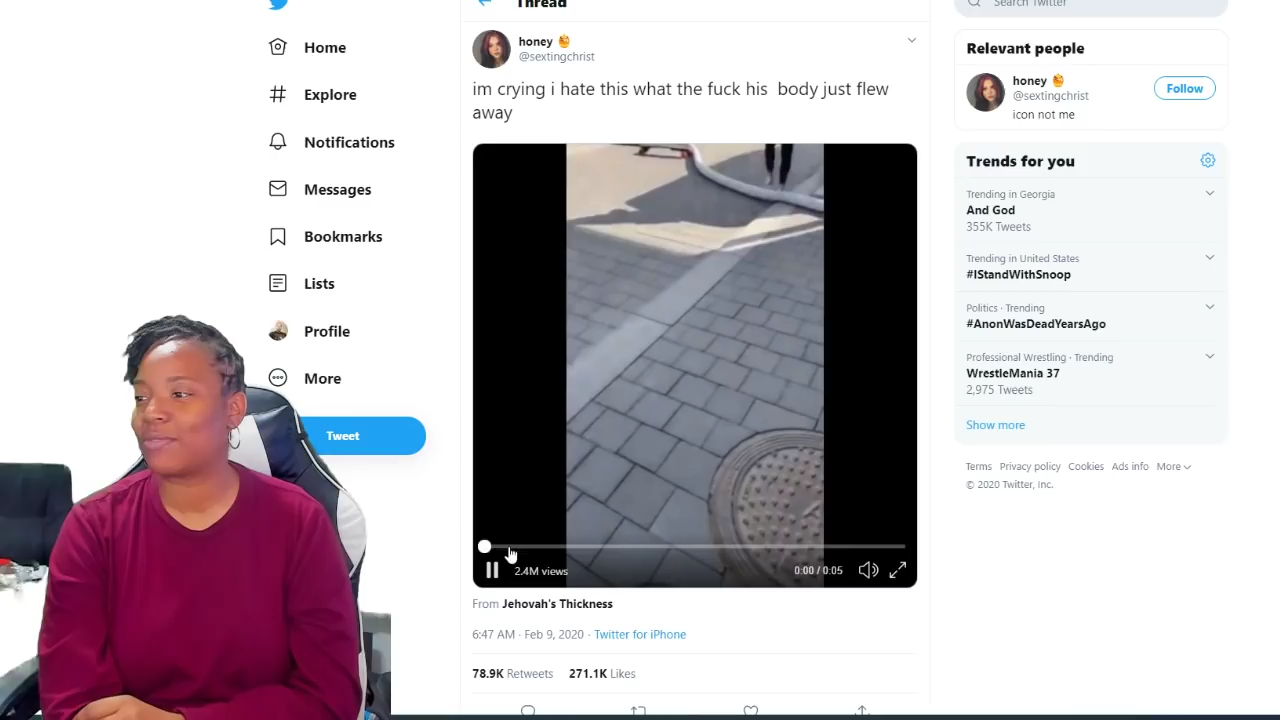 Home
Explore
Notifications
Messages
Bookmarks
Lists
Profile
More
Tweet
Thread
honey
@sextingchrist
im crying i hate this what the fuck his body just flew
away
2.4M views
0:00 / 0:05
From Jehovah's Thickness
6:47 AM · Feb 9, 2020 · Twitter for iPhone
78.9K Retweets 271.1K Likes
Search Twitter
Relevant people
honey
@sextingchrist
Follow
icon not me
Trends for you
Trending in Georgia
And God
355K Tweets
Trending in United States
#IStandWithSnoop
Politics · Trending
#AnonWasDeadYearsAgo
Professional Wrestling · Trending
WrestleMania 37
2,975 Tweets
Show more
Terms Privacy policy Cookies Ads info More
© 2020 Twitter, Inc.